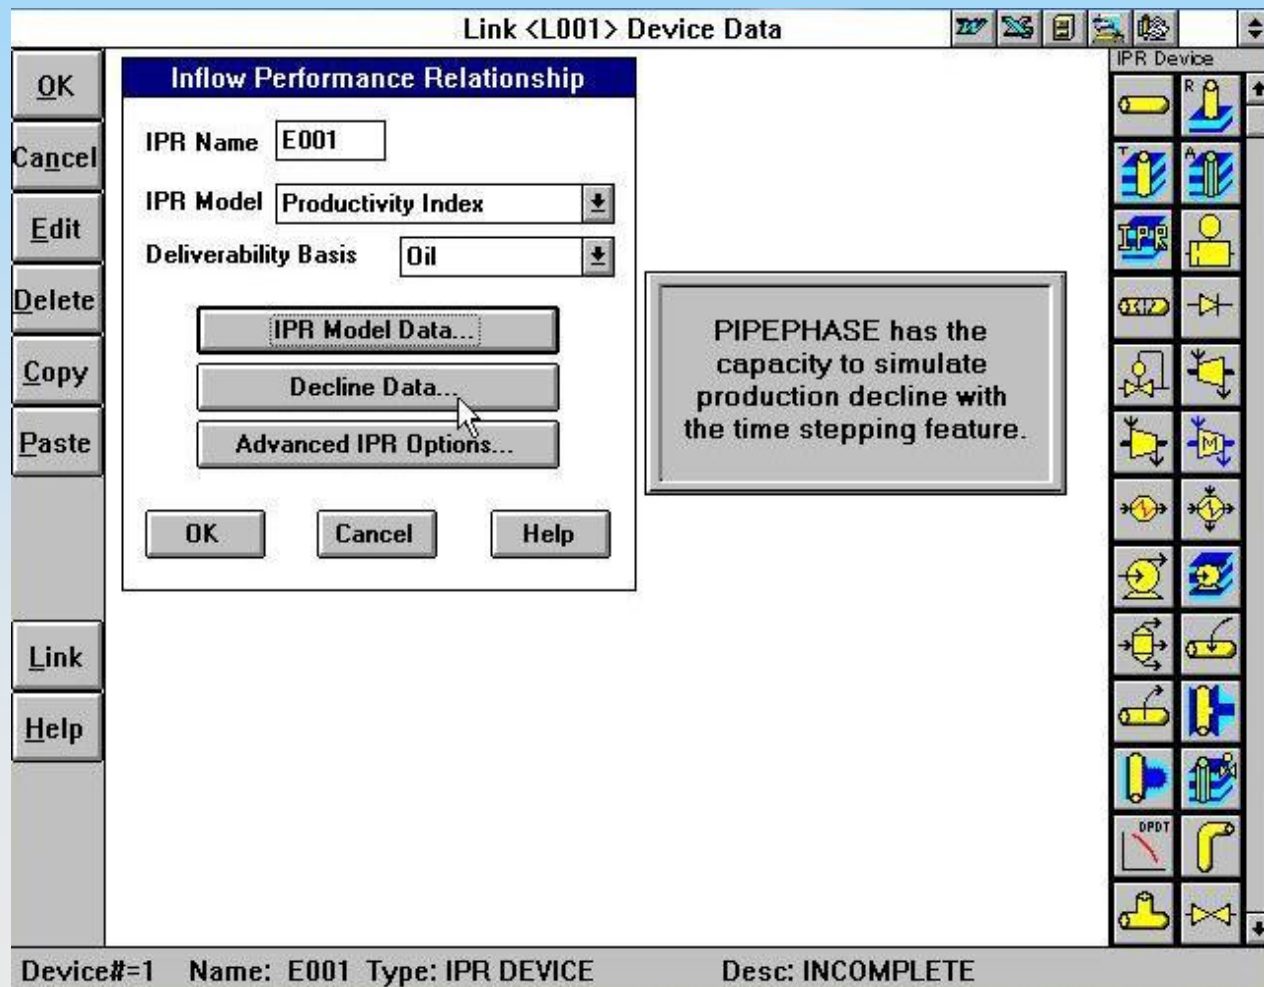 Link <L001> Device Data
OK
Cancel
Edit
Delete
Copy
Paste
Link
Help
Inflow Performance Relationship
IPR Name E001
IPR Model Productivity Index
Deliverability Basis Oil
IPR Model Data...
Decline Data...
Advanced IPR Options...
OK Cancel Help
PIPEPHASE has the
capacity to simulate
production decline with
the time stepping feature.
IPR Device
R
T A
IPR
M
DPDT
Device#=1 Name: E001 Type: IPR DEVICE Desc: INCOMPLETE